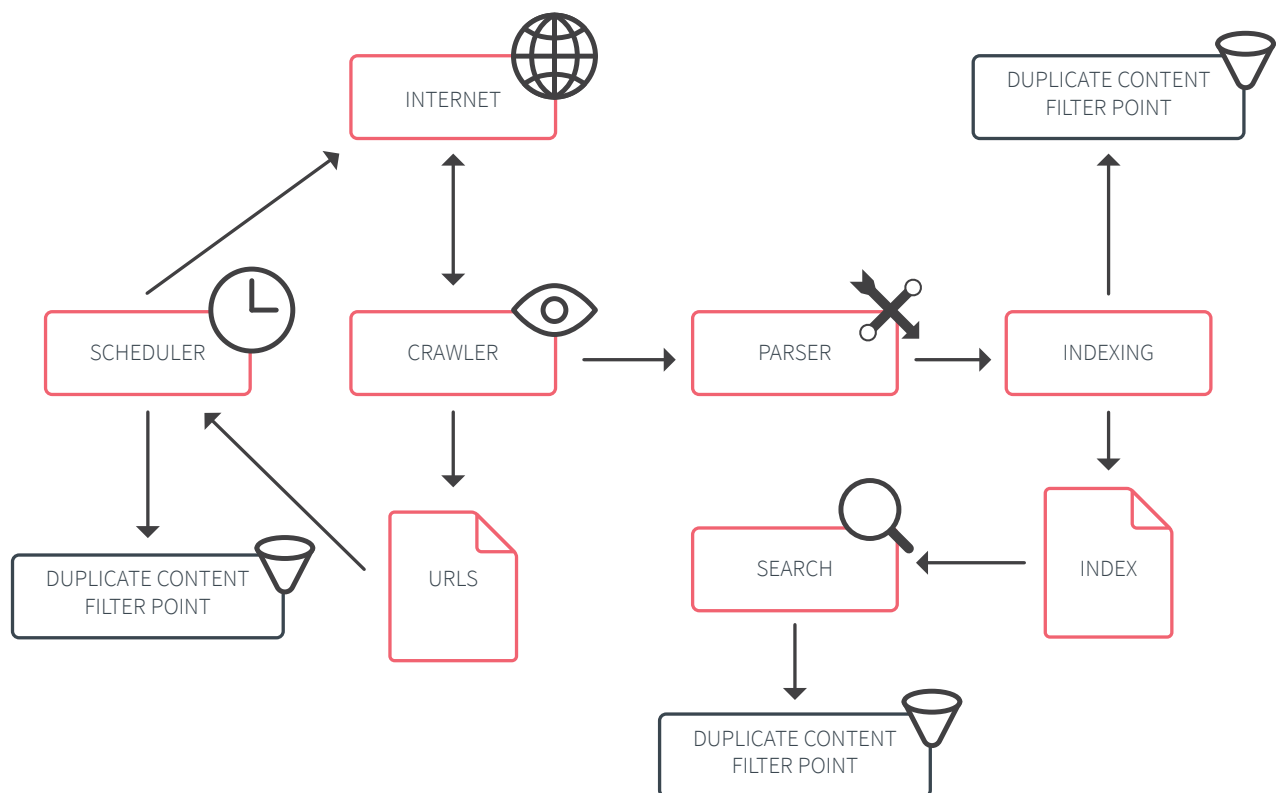 INTERNET
DUPLICATE CONTENT
FILTER POINT
SCHEDULER
CRAWLER
PARSER
INDEXING
DUPLICATE CONTENT
FILTER POINT
URLS
SEARCH
INDEX
DUPLICATE CONTENT
FILTER POINT